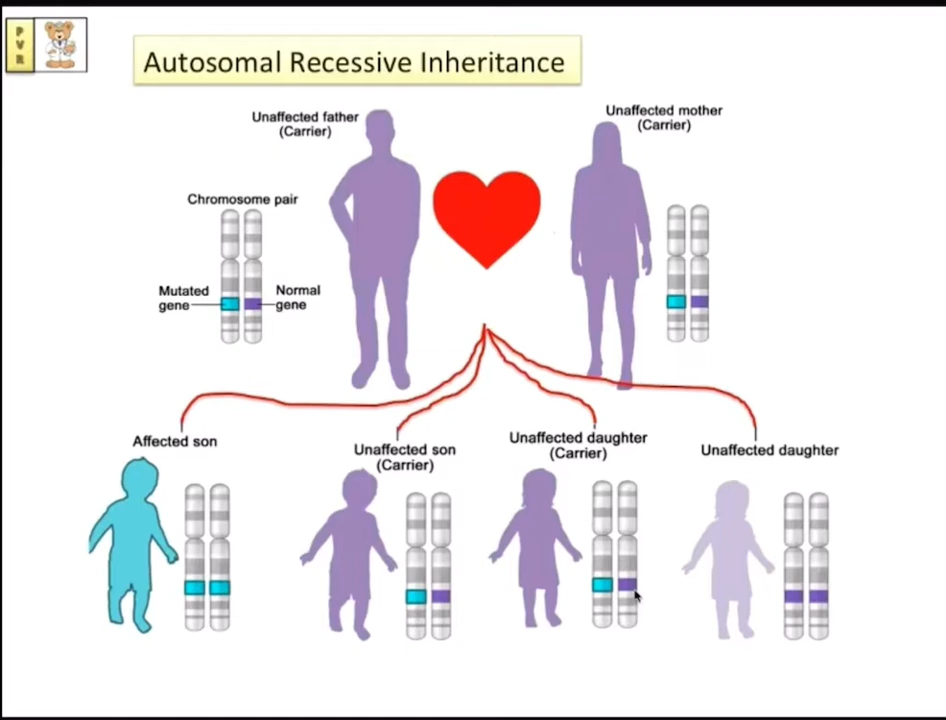 P
V
R
Autosomal Recessive Inheritance
Unaffected father
(Carrier)
Unaffected mother
(Carrier)
Chromosome pair
Mutated
gene
Normal
gene
Affected son
Unaffected son
(Carrier)
Unaffected daughter
(Carrier)
Unaffected daughter